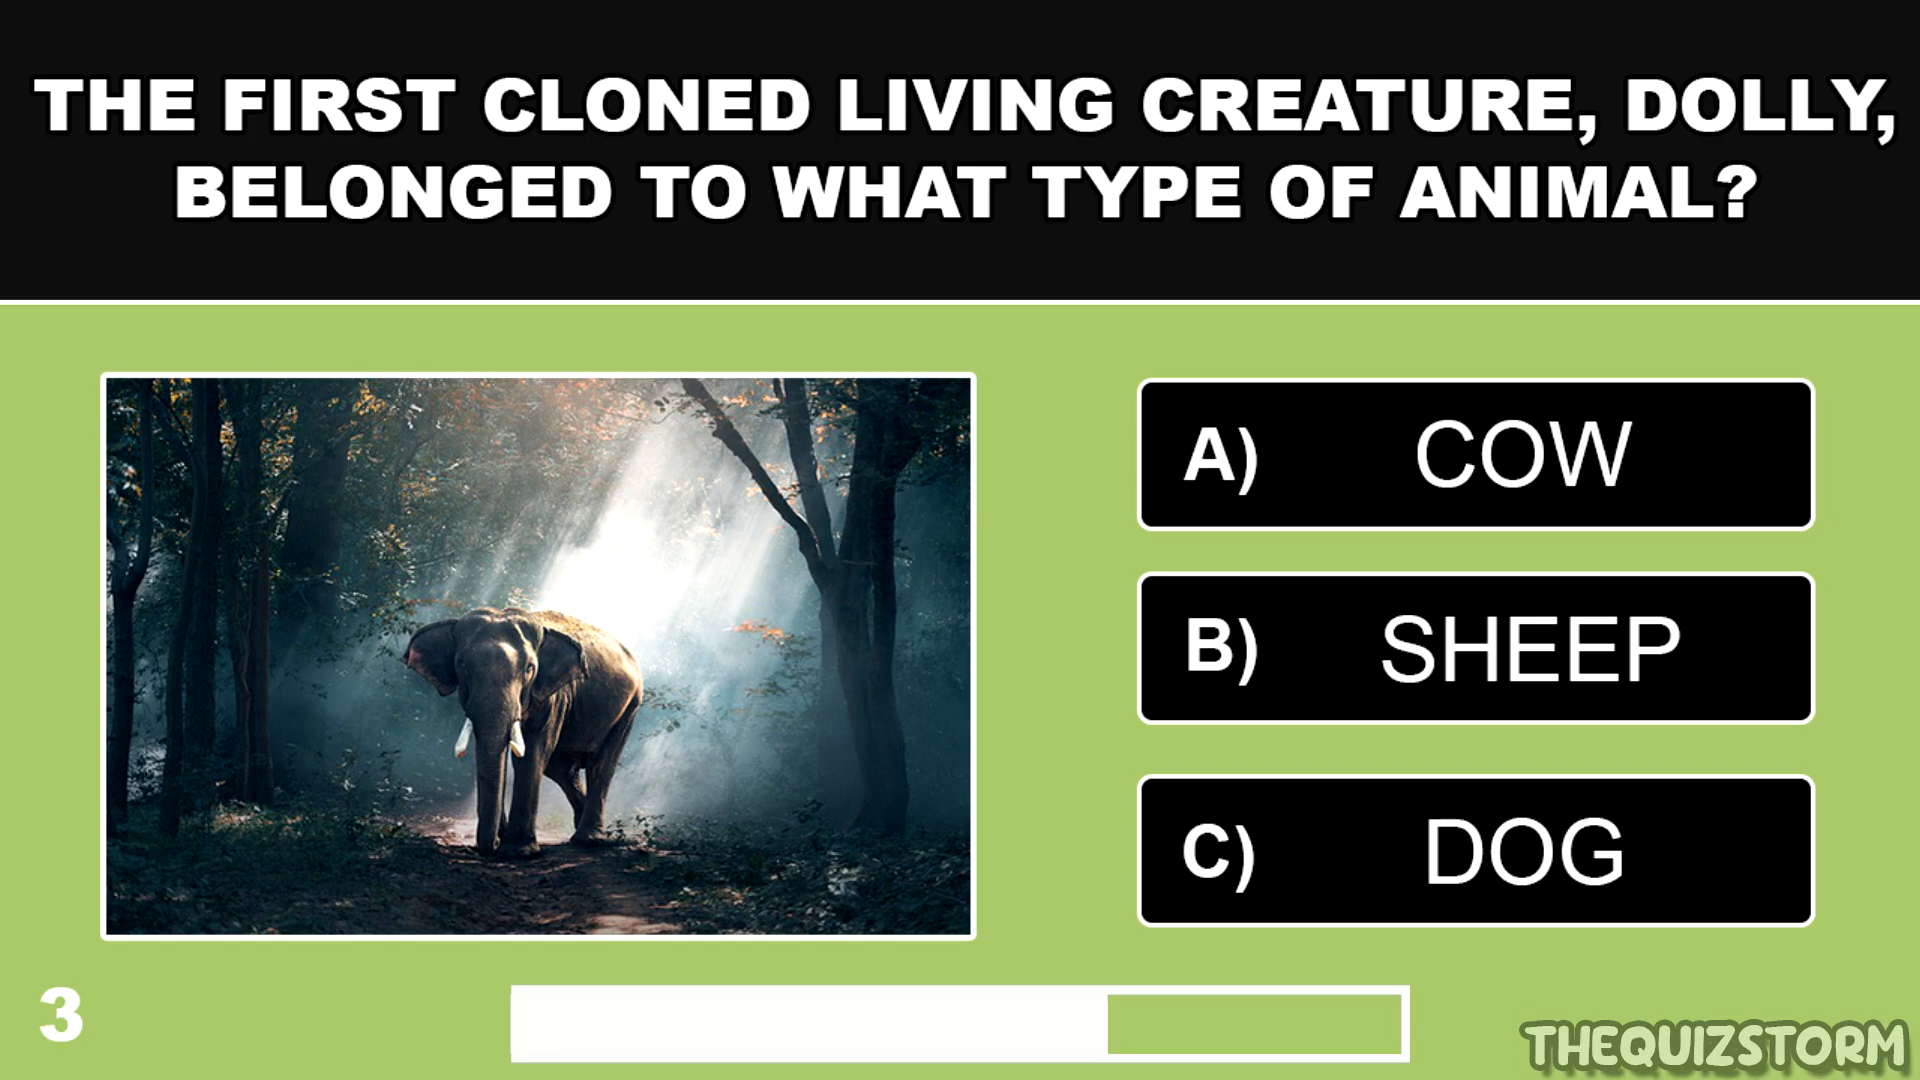 THE FIRST CLONED LIVING CREATURE, DOLLY,
BELONGED TO WHAT TYPE OF ANIMAL?
A) COW
B) SHEEP
C) DOG
3
THEQUIZSTORM